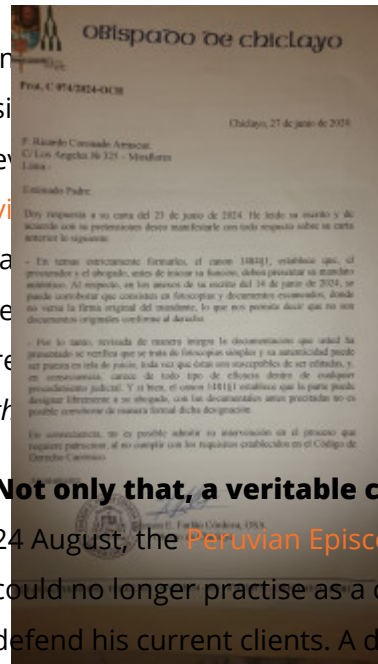 OBISPADO DE CHICLAYO
Prot. C 074/2024-OCH
Chiclayo, 27 de junio de 2024
P. Ricardo Coronado Arrascue
C/ Los Angeles № 325 - Miraflores
Lima.-
Estimado Padre:
Doy respuesta a su carta del 23 de junio de 2024. He leído su escrito y de
acuerdo con su pretensiones deseo manifestarle con todo respeto sobre su carta
anterior lo siguiente:
- En temas estrictamente formales, el canon 1484§1, establece que, el
procurador y el abogado, antes de iniciar su función, deben presentar su mandato
auténtico. Al respecto, en los anexos de su escrito del 14 de junio de 2024, se
puede corroborar que consisten en fotocopias y documentos escaneados, donde
no versa la firma original del mandante, lo que nos permite decir que no son
documentos originales conforme al derecho.
- Por lo tanto, revisada de manera íntegra la documentación que usted ha
presentado se verifica que se trata de fotocopias simples y su autenticidad puede
ser puesta en tela de juicio, toda vez que éstas son susceptibles de ser editadas, y,
en consecuencia, carece de todo tipo de eficacia dentro de cualquier
procedimiento judicial. Y si bien, el canon 1481§1 establece que la parte puede
designar libremente a su abogado, con las documentales antes precitadas no es
posible corroborar de manera formal dicha designación.
En consecuencia, no es posible admitir su intervención en el proceso que
requiere patrocinar, al no cumplir con los requisitos establecidos en el Código de
Derecho Canónico.
Farfán Córdova, OSA
Not only that, a veritable c
24 August, the Peruvian Episc
could no longer practise as a
defend his current clients. A d